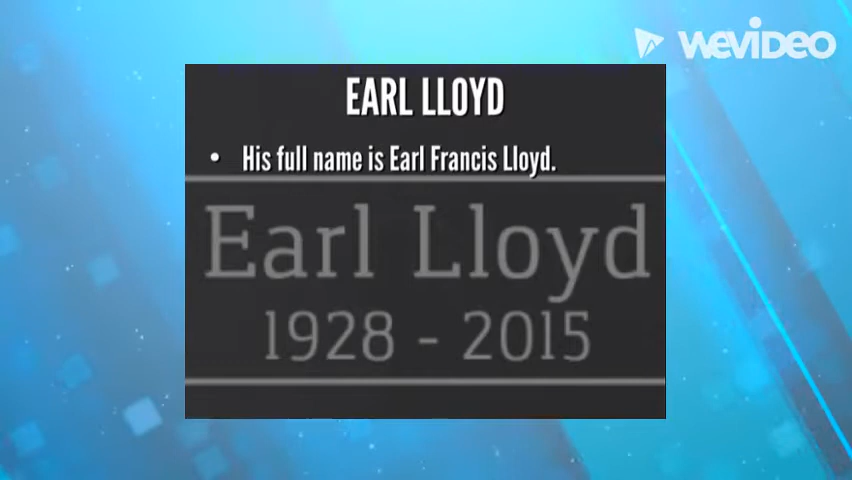 WEVIDEO
EARL LLOYD
• His full name is Earl Francis Lloyd.
Earl Lloyd
1928 - 2015